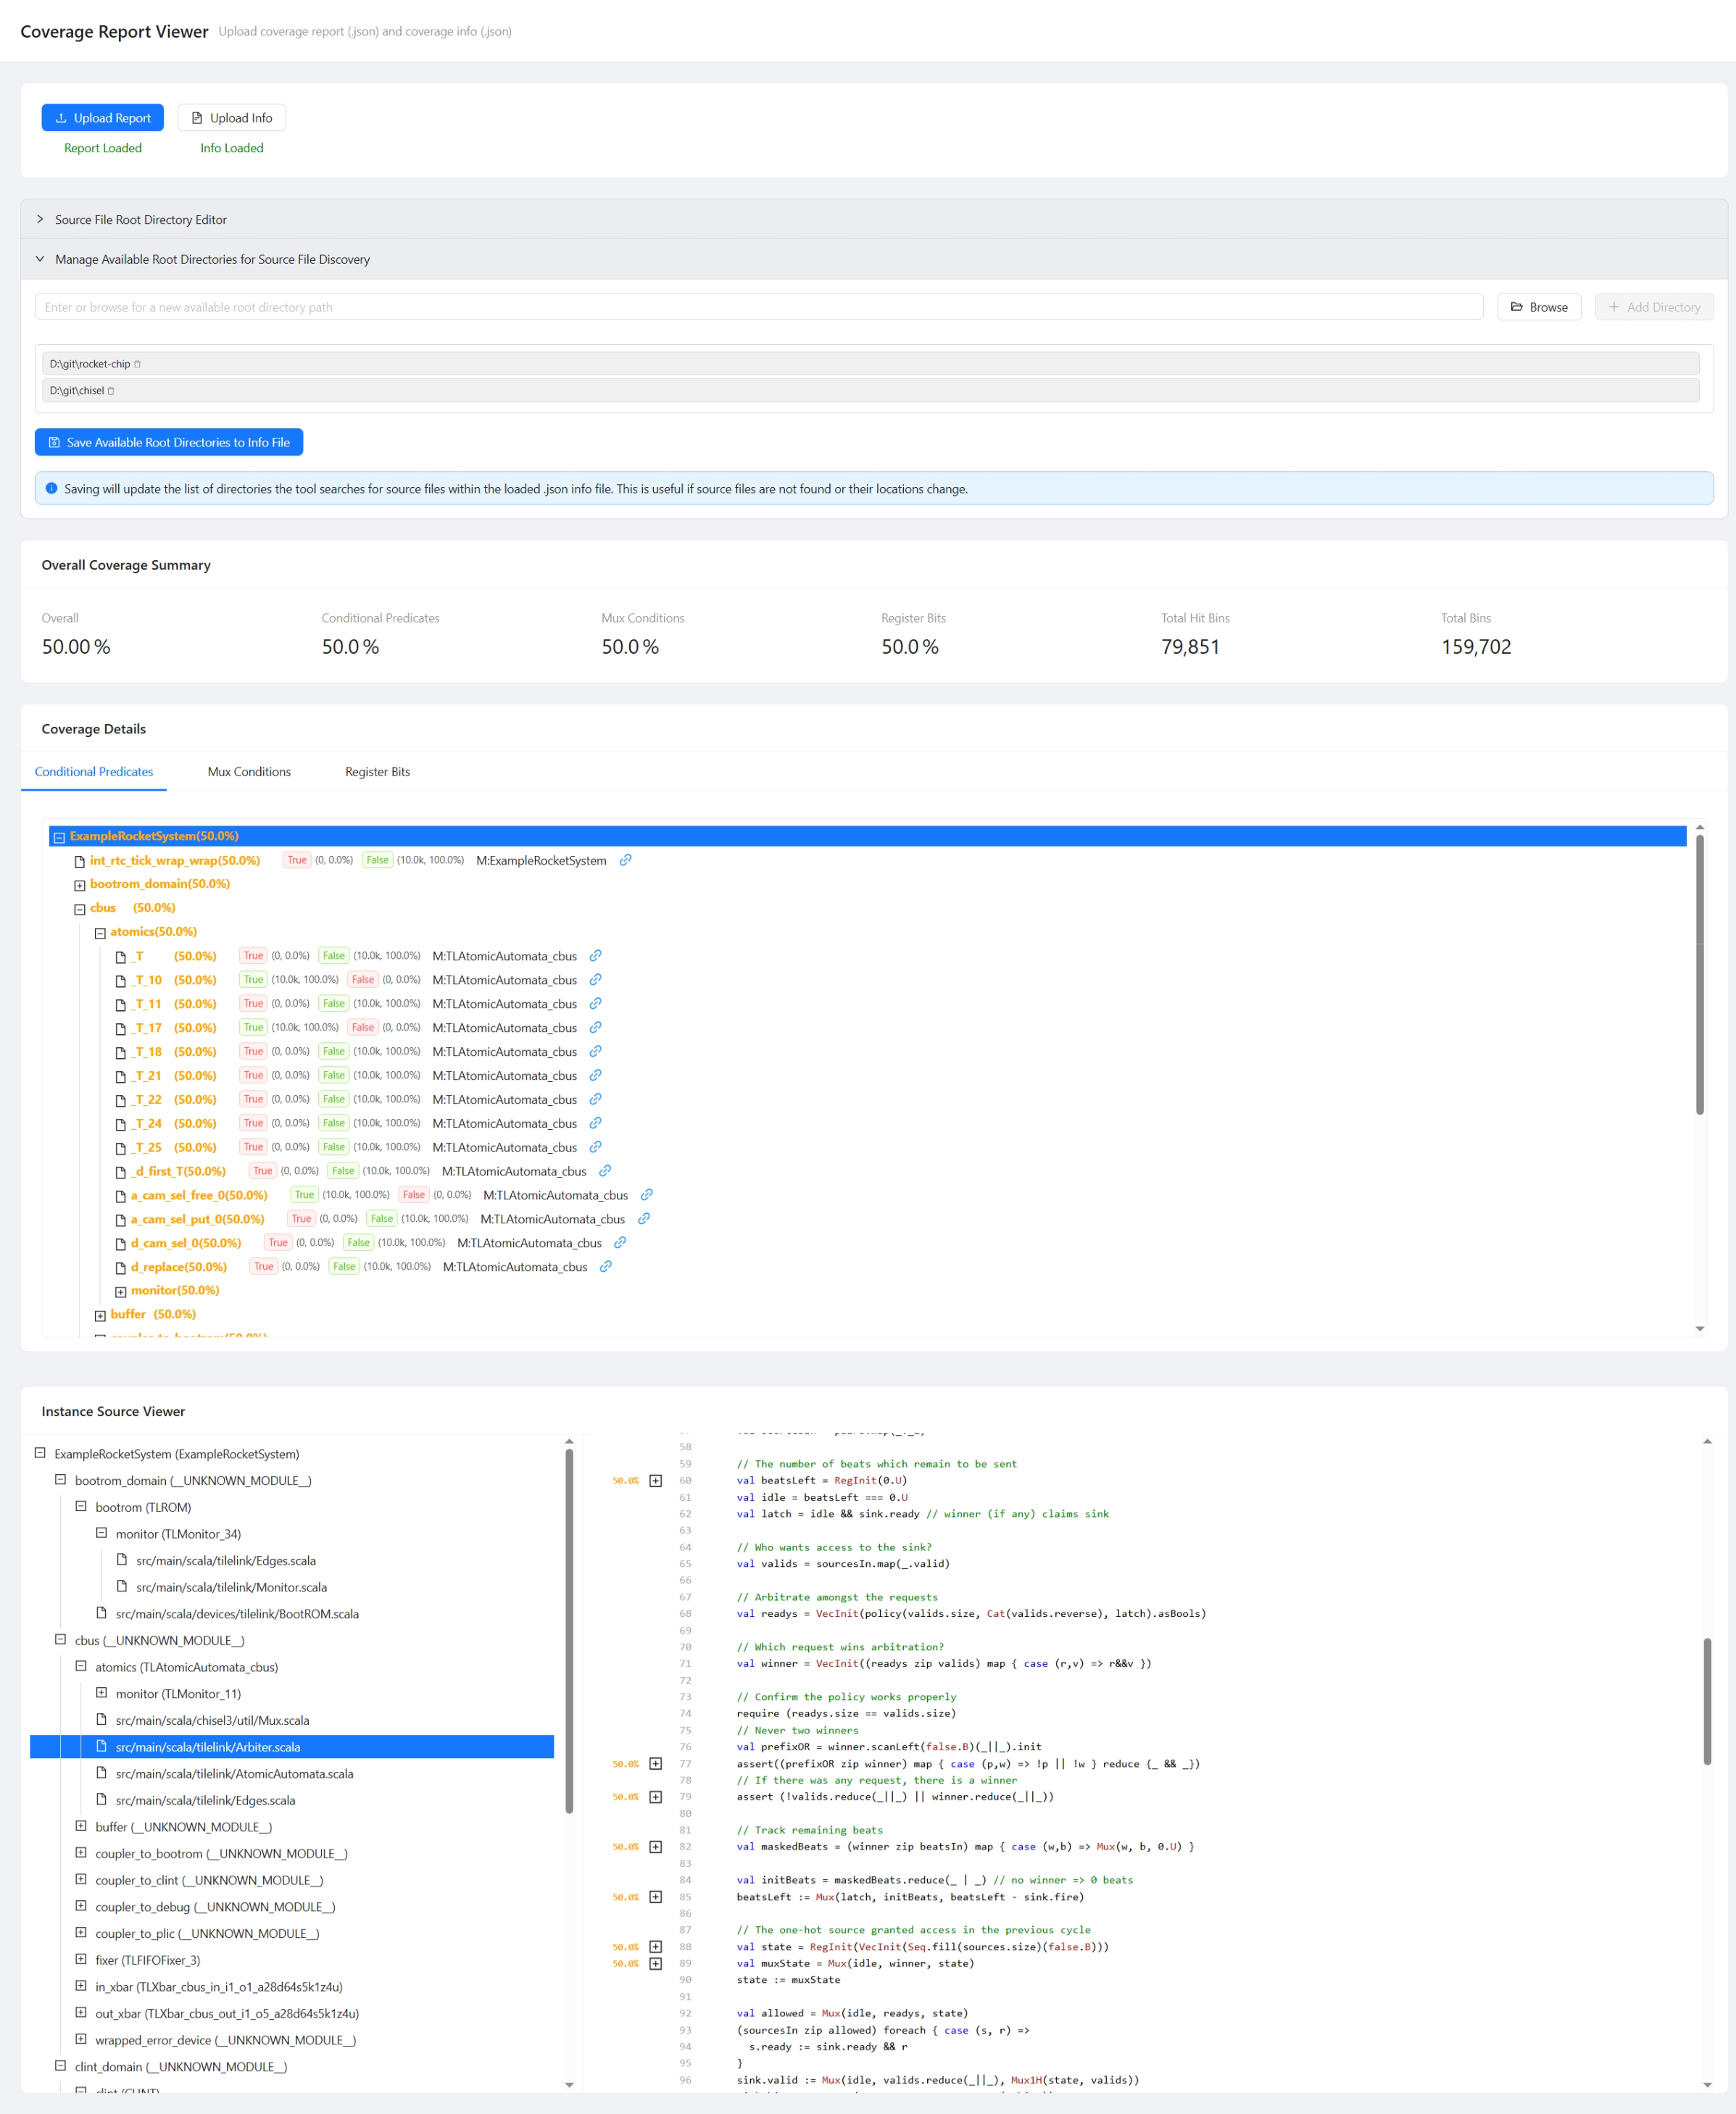 Coverage Report Viewer Upload coverage report (.json) and coverage info (.json)
Upload Report Upload Info
Report Loaded Info Loaded
Source File Root Directory Editor
Manage Available Root Directories for Source File Discovery
Enter or browse for a new available root directory path Browse Add Directory
D:\git\rocket-chip
D:\git\chisel
Save Available Root Directories to Info File
Saving will update the list of directories the tool searches for source files within the loaded .json info file. This is useful if source files are not found or their locations change.
Overall Coverage Summary
Overall Conditional Predicates Mux Conditions Register Bits Total Hit Bins Total Bins
50.00 % 50.0 % 50.0 % 50.0 % 79,851 159,702
Coverage Details
Conditional Predicates Mux Conditions Register Bits
ExampleRocketSystem(50.0%)
int_rtc_tick_wrap_wrap(50.0%) True (0, 0.0%) False (10.0k, 100.0%) M:ExampleRocketSystem
bootrom_domain(50.0%)
cbus (50.0%)
atomics(50.0%)
_T (50.0%) True (0, 0.0%) False (10.0k, 100.0%) M:TLAtomicAutomata_cbus
_T_10 (50.0%) True (10.0k, 100.0%) False (0, 0.0%) M:TLAtomicAutomata_cbus
_T_11 (50.0%) True (0, 0.0%) False (10.0k, 100.0%) M:TLAtomicAutomata_cbus
_T_17 (50.0%) True (10.0k, 100.0%) False (0, 0.0%) M:TLAtomicAutomata_cbus
_T_18 (50.0%) True (0, 0.0%) False (10.0k, 100.0%) M:TLAtomicAutomata_cbus
_T_21 (50.0%) True (0, 0.0%) False (10.0k, 100.0%) M:TLAtomicAutomata_cbus
_T_22 (50.0%) True (0, 0.0%) False (10.0k, 100.0%) M:TLAtomicAutomata_cbus
_T_24 (50.0%) True (0, 0.0%) False (10.0k, 100.0%) M:TLAtomicAutomata_cbus
_T_25 (50.0%) True (0, 0.0%) False (10.0k, 100.0%) M:TLAtomicAutomata_cbus
_d_first_T(50.0%) True (0, 0.0%) False (10.0k, 100.0%) M:TLAtomicAutomata_cbus
a_cam_sel_free_0(50.0%) True (10.0k, 100.0%) False (0, 0.0%) M:TLAtomicAutomata_cbus
a_cam_sel_put_0(50.0%) True (0, 0.0%) False (10.0k, 100.0%) M:TLAtomicAutomata_cbus
d_cam_sel_0(50.0%) True (0, 0.0%) False (10.0k, 100.0%) M:TLAtomicAutomata_cbus
d_replace(50.0%) True (0, 0.0%) False (10.0k, 100.0%) M:TLAtomicAutomata_cbus
monitor(50.0%)
buffer (50.0%)
Instance Source Viewer
ExampleRocketSystem (ExampleRocketSystem)
bootrom_domain (__UNKNOWN_MODULE__)
bootrom (TLROM)
monitor (TLMonitor_34)
src/main/scala/tilelink/Edges.scala
src/main/scala/tilelink/Monitor.scala
src/main/scala/devices/tilelink/BootROM.scala
cbus (__UNKNOWN_MODULE__)
atomics (TLAtomicAutomata_cbus)
monitor (TLMonitor_11)
src/main/scala/chisel3/util/Mux.scala
src/main/scala/tilelink/Arbiter.scala
src/main/scala/tilelink/AtomicAutomata.scala
src/main/scala/tilelink/Edges.scala
buffer (__UNKNOWN_MODULE__)
coupler_to_bootrom (__UNKNOWN_MODULE__)
coupler_to_clint (__UNKNOWN_MODULE__)
coupler_to_debug (__UNKNOWN_MODULE__)
coupler_to_plic (__UNKNOWN_MODULE__)
fixer (TLFIFOFixer_3)
in_xbar (TLXbar_cbus_in_i1_o1_a28d64s5k1z4u)
out_xbar (TLXbar_cbus_out_i1_o5_a28d64s5k1z4u)
wrapped_error_device (__UNKNOWN_MODULE__)
clint_domain (__UNKNOWN_MODULE__)
58
59 // The number of beats which remain to be sent
50.0% 60 val beatsLeft = RegInit(0.U)
61 val idle = beatsLeft === 0.U
62 val latch = idle && sink.ready // winner (if any) claims sink
63
64 // Who wants access to the sink?
65 val valids = sourcesIn.map(_.valid)
66
67 // Arbitrate amongst the requests
68 val readys = VecInit(policy(valids.size, Cat(valids.reverse), latch).asBools)
69
70 // Which request wins arbitration?
71 val winner = VecInit((readys zip valids) map { case (r,v) => r&&v })
72
73 // Confirm the policy works properly
74 require (readys.size == valids.size)
75 // Never two winners
76 val prefixOR = winner.scanLeft(false.B)(_||_).init
50.0% 77 assert((prefixOR zip winner) map { case (p,w) => !p || !w } reduce {_ && _})
78 // If there was any request, there is a winner
50.0% 79 assert (!valids.reduce(_||_) || winner.reduce(_||_))
80
81 // Track remaining beats
50.0% 82 val maskedBeats = (winner zip beatsIn) map { case (w,b) => Mux(w, b, 0.U) }
83
84 val initBeats = maskedBeats.reduce(_ | _) // no winner => 0 beats
50.0% 85 beatsLeft := Mux(latch, initBeats, beatsLeft - sink.fire)
86
87 // The one-hot source granted access in the previous cycle
50.0% 88 val state = RegInit(VecInit(Seq.fill(sources.size)(false.B)))
50.0% 89 val muxState = Mux(idle, winner, state)
90 state := muxState
91
92 val allowed = Mux(idle, readys, state)
93 (sourcesIn zip allowed) foreach { case (s, r) =>
94 s.ready := sink.ready && r
95 }
96 sink.valid := Mux(idle, valids.reduce(_||_), Mux1H(state, valids))